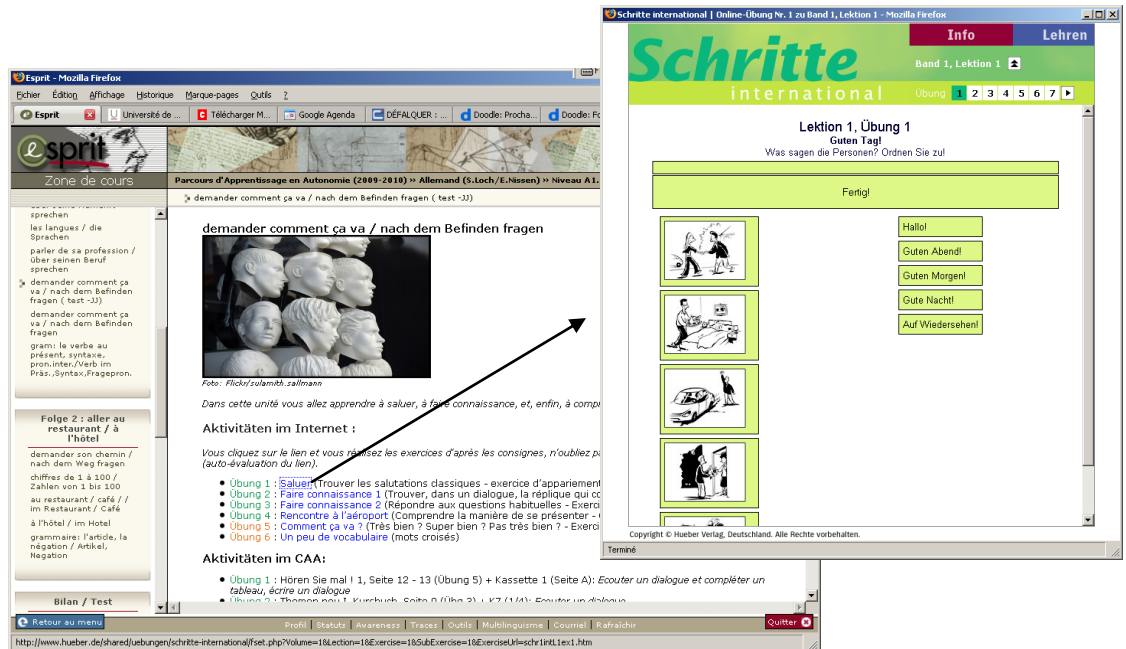 Esprit - Mozilla Firefox
Fichier Édition Affichage Historique Marque-pages Outils ?
Esprit Université de ... Télécharger M... Google Agenda DÉFALQUER : ... Doodle: Procha... Doodle: Fo
esprit
Zone de cours
Parcours d'Apprentissage en Autonomie (2009-2010) » Allemand (S.Loch/E.Nissen) » Niveau A1.
demander comment ça va / nach dem Befinden fragen ( test -JJ)
sprechen
les langues / die
Sprachen
parler de sa profession /
über seinen Beruf
sprechen
demander comment ça
va / nach dem Befinden
fragen ( test -JJ)
demander comment ça
va / nach dem Befinden
fragen
gram: le verbe au
présent, syntaxe,
pron.inter./Verb im
Präs.,Syntax,Fragepron.
Folge 2 : aller au
restaurant / à
l'hôtel
demander son chemin /
nach dem Weg fragen
chiffres de 1 à 100 /
Zahlen von 1 bis 100
au restaurant / café / /
im Restaurant / Café
à l'hôtel / im Hotel
grammaire: l'article, la
négation / Artikel,
Negation
Bilan / Test
demander comment ça va / nach dem Befinden fragen
Foto: Flickr/sulamith.sallmann
Dans cette unité vous allez apprendre à saluer, à faire connaissance, et, enfin, à compr
Aktivitäten im Internet :
Vous cliquez sur le lien et vous réalisez les exercices d'après les consignes, n'oubliez pa
(auto-évaluation du lien).
Übung 1 : Saluer (Trouver les salutations classiques - exercice d'appariement
Übung 2 : Faire connaissance 1 (Trouver, dans un dialogue, la réplique qui co
Übung 3 : Faire connaissance 2 (Répondre aux questions habituelles - Exerci
Übung 4 : Rencontre à l'aéroport (Comprendre la manière de se présenter -
Übung 5 : Comment ça va ? (Très bien ? Super bien ? Pas très bien ? - Exerci
Übung 6 : Un peu de vocabulaire (mots croisés)
Aktivitäten im CAA:
Übung 1 : Hören Sie mal ! 1, Seite 12 - 13 (Übung 5) + Kassette 1 (Seite A): Ecouter un dialogue et compléter un
tableau, écrire un dialogue
Retour au menu
Profil | Statuts | Awareness | Traces | Outils | Multilinguisme | Courriel | Rafraîchir
Quitter
http://www.hueber.de/shared/uebungen/schritte-international/fset.php?Volume=1&Lection=1&Exercise=1&SubExercise=1&ExerciseUrl=schr1intL1ex1.htm
Schritte international | Online-Übung Nr. 1 zu Band 1, Lektion 1 - Mozilla Firefox
Info Lehren
Schritte
international
Band 1, Lektion 1
Übung 1 2 3 4 5 6 7
Lektion 1, Übung 1
Guten Tag!
Was sagen die Personen? Ordnen Sie zu!
Fertig!
Hallo!
Guten Abend!
Guten Morgen!
Gute Nacht!
Auf Wiedersehen!
Copyright © Hueber Verlag, Deutschland. Alle Rechte vorbehalten.
Terminé